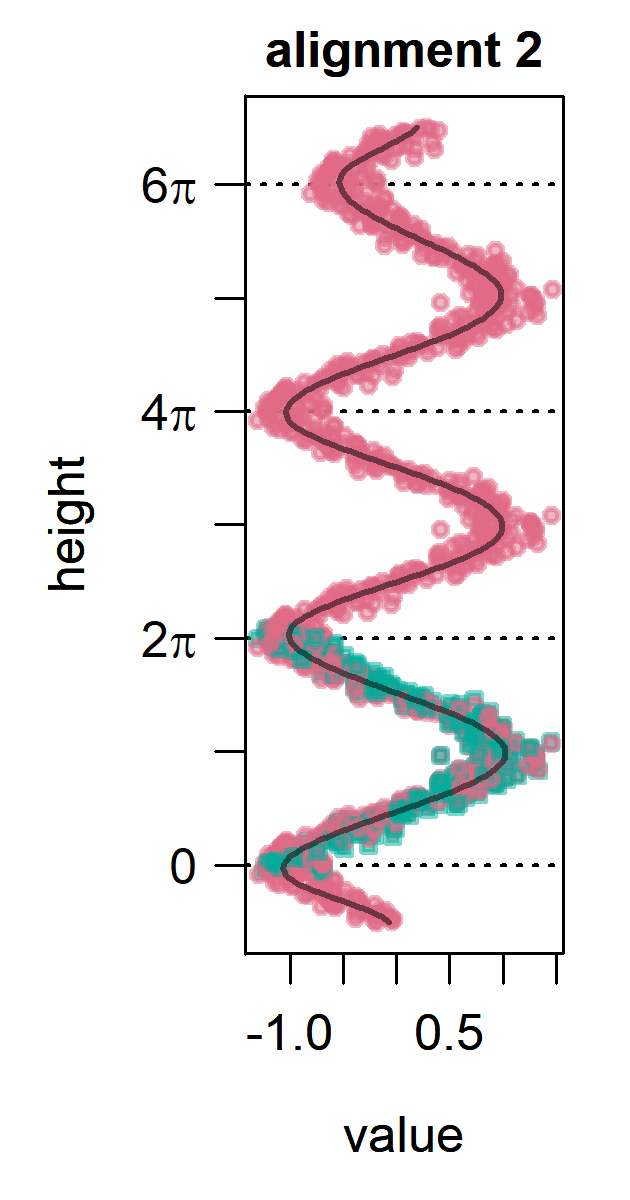 alignment 2
6π
4π
2π
0
height
-1.0 0.5
value